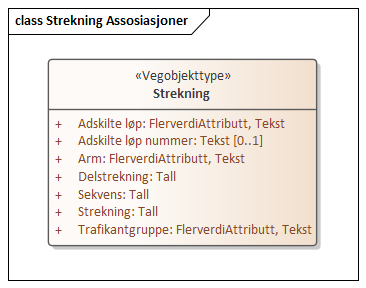 class Strekning Assosiasjoner
«Vegobjekttype»
Strekning
+ Adskilte løp: FlerverdiAttributt, Tekst
+ Adskilte løp nummer: Tekst [0..1]
+ Arm: FlerverdiAttributt, Tekst
+ Delstrekning: Tall
+ Sekvens: Tall
+ Strekning: Tall
+ Trafikantgruppe: FlerverdiAttributt, Tekst